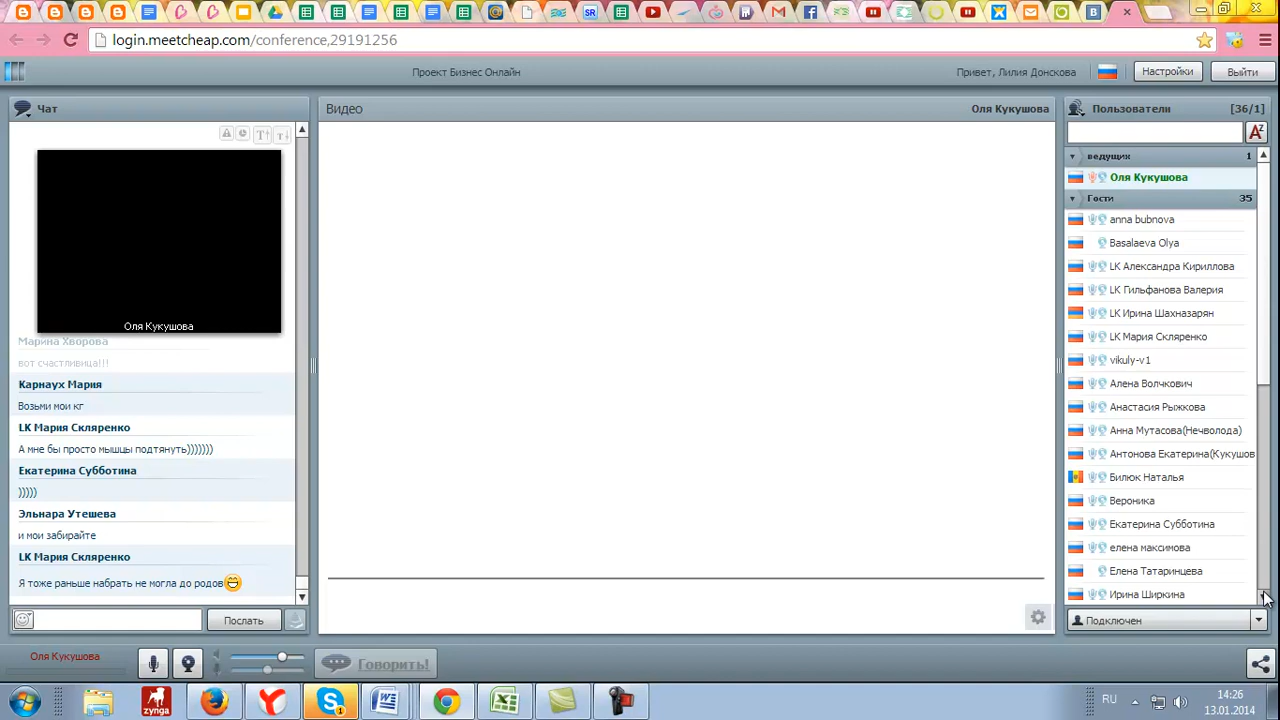 login.meetcheap.com/conference,29191256
Проект Бизнес Онлайн
Привет, Лилия Донскова
Настройки
Выйти
Чат
Видео
Оля Кукушова
Пользователи
[36/1]
Оля Кукушова
Марина Хворова
вот счастливица!!!
Карнаух Мария
Возьми мои кг
LK Мария Скляренко
А мне бы просто мышцы подтянуть)))))))
Екатерина Субботина
)))))
Эльнара Утешева
и мои забирайте
LK Мария Скляренко
Я тоже раньше набрать не могла до родов
Послать
ведущих 1
Оля Кукушова
Гости 35
anna bubnova
Basalaeva Olya
LK Александра Кириллова
LK Гильфанова Валерия
LK Ирина Шахназарян
LK Мария Скляренко
vikuly-v1
Алена Волчкович
Анастасия Рыжкова
Анна Мутасова(Нечволода)
Антонова Екатерина(Кукушов
Билюк Наталья
Вероника
Екатерина Субботина
елена максимова
Елена Татаринцева
Ирина Ширкина
Подключен
Оля Кукушова
Говорить!
zynga
RU
14:26
13.01.2014